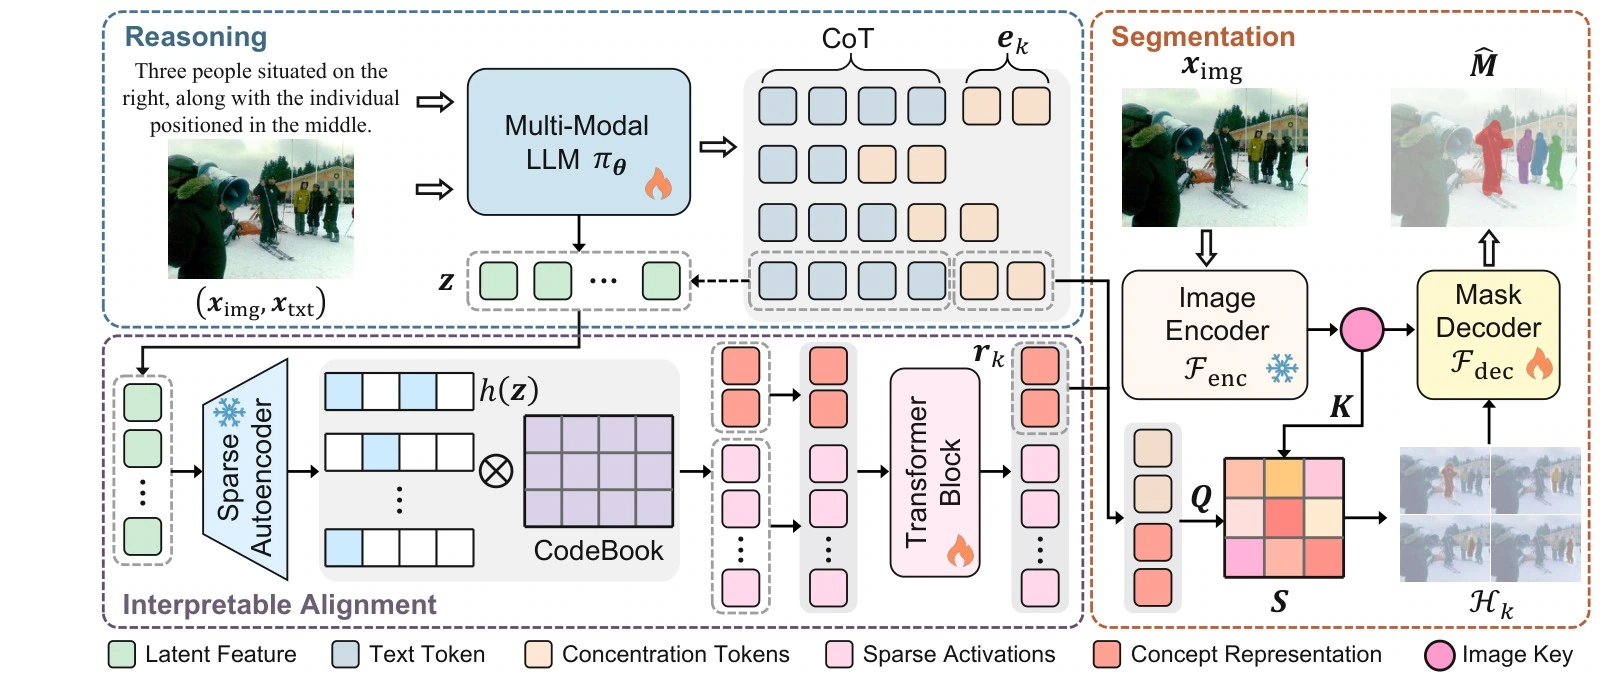 Reasoning
Three people situated on the
right, along with the individual
positioned in the middle.
(x_img, x_txt)
Multi-Modal
LLM π_θ
CoT
e_k
z
...
Segmentation
x_img
M̂
Image
Encoder
F_enc
Mask
Decoder
F_dec
K
Q
S
H_k
Sparse
Autoencoder
h(z)
⊗
CodeBook
Transformer
Block
r_k
Interpretable Alignment
Latent Feature
Text Token
Concentration Tokens
Sparse Activations
Concept Representation
Image Key